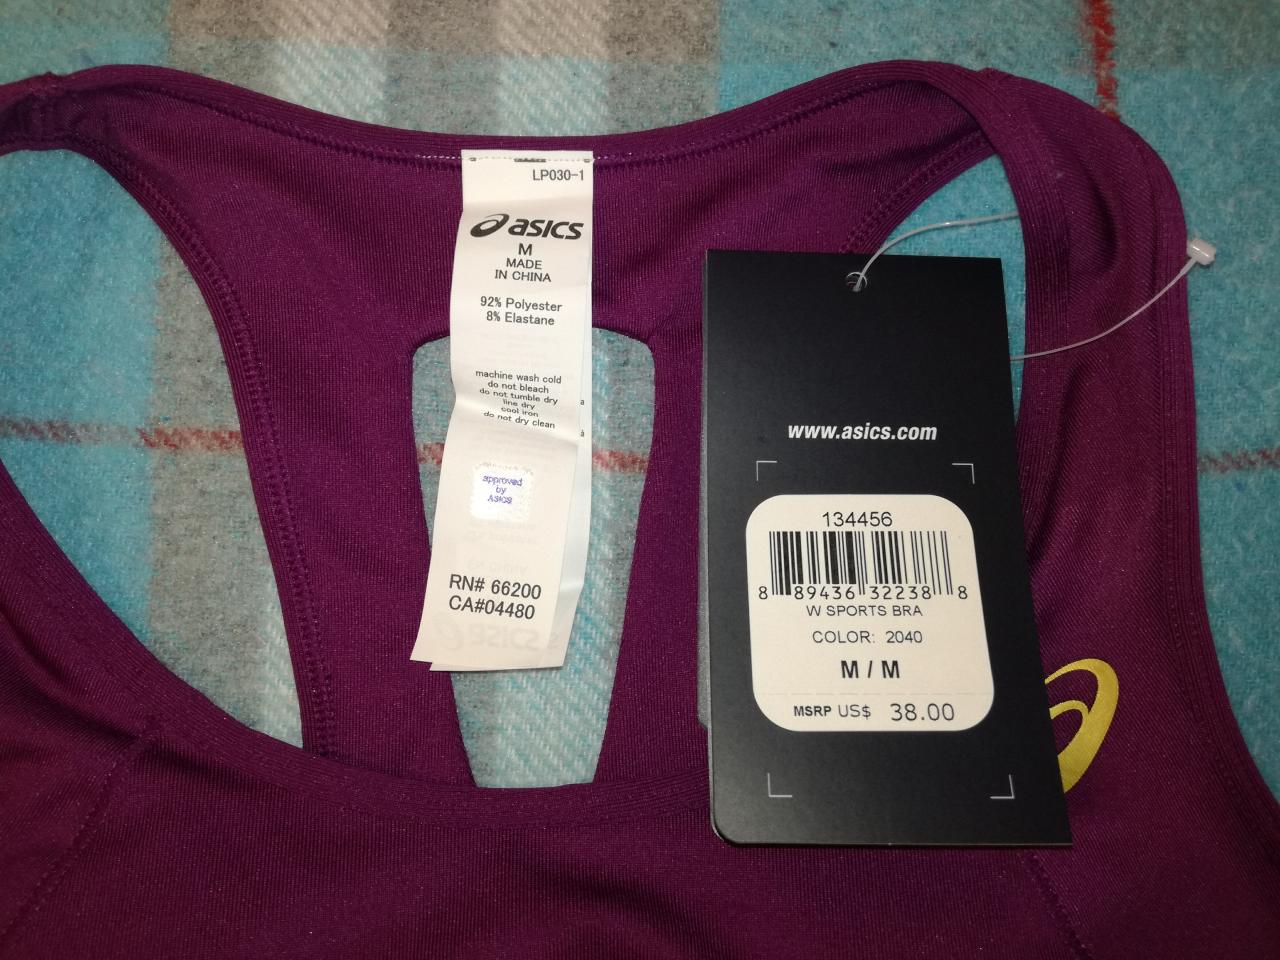 LP030-1
asics
M
MADE
IN CHINA
92% Polyester
8% Elastane
machine wash cold
do not bleach
do not tumble dry
line dry
cool iron
do not dry clean
approved
by
ASICS
RN# 66200
CA#04480
www.asics.com
134456
8 89436 32238 8
W SPORTS BRA
COLOR: 2040
M / M
MSRP US$ 38.00